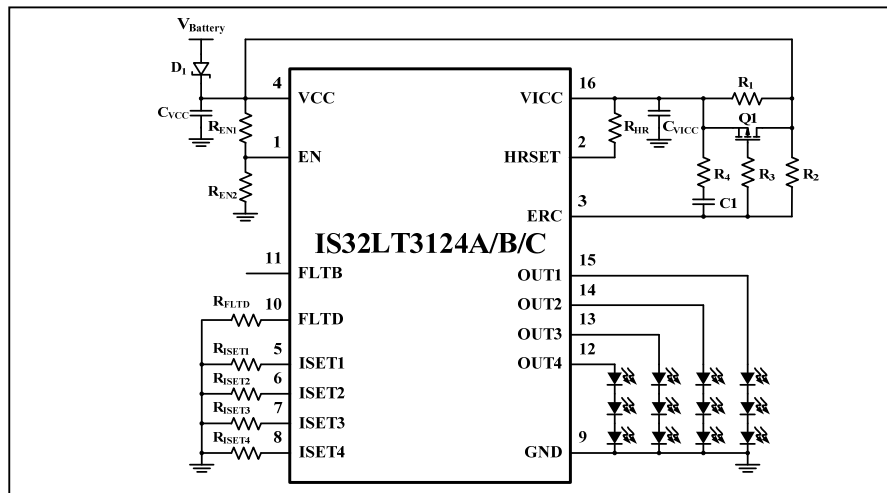 VBattery
D1
4
VCC
VICC
16
R1
CVCC
REN1
RHR
CVICC
Q1
1
EN
HRSET
2
R4
R3
R2
REN2
C1
ERC
3
IS32LT3124A/B/C
11
FLTB
OUT1
15
OUT2
14
RFLTD
10
FLTD
OUT3
13
RISET1
5
ISET1
OUT4
12
RISET2
6
ISET2
RISET3
7
ISET3
RISET4
8
ISET4
GND
9